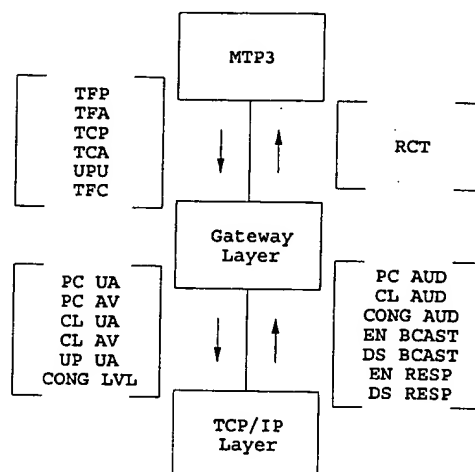 MTP3
TFP
TFA
TCP
TCA
UPU
TFC
RCT
Gateway
Layer
PC UA
PC AV
CL UA
CL AV
UP UA
CONG LVL
PC AUD
CL AUD
CONG AUD
EN BCAST
DS BCAST
EN RESP
DS RESP
TCP/IP
Layer